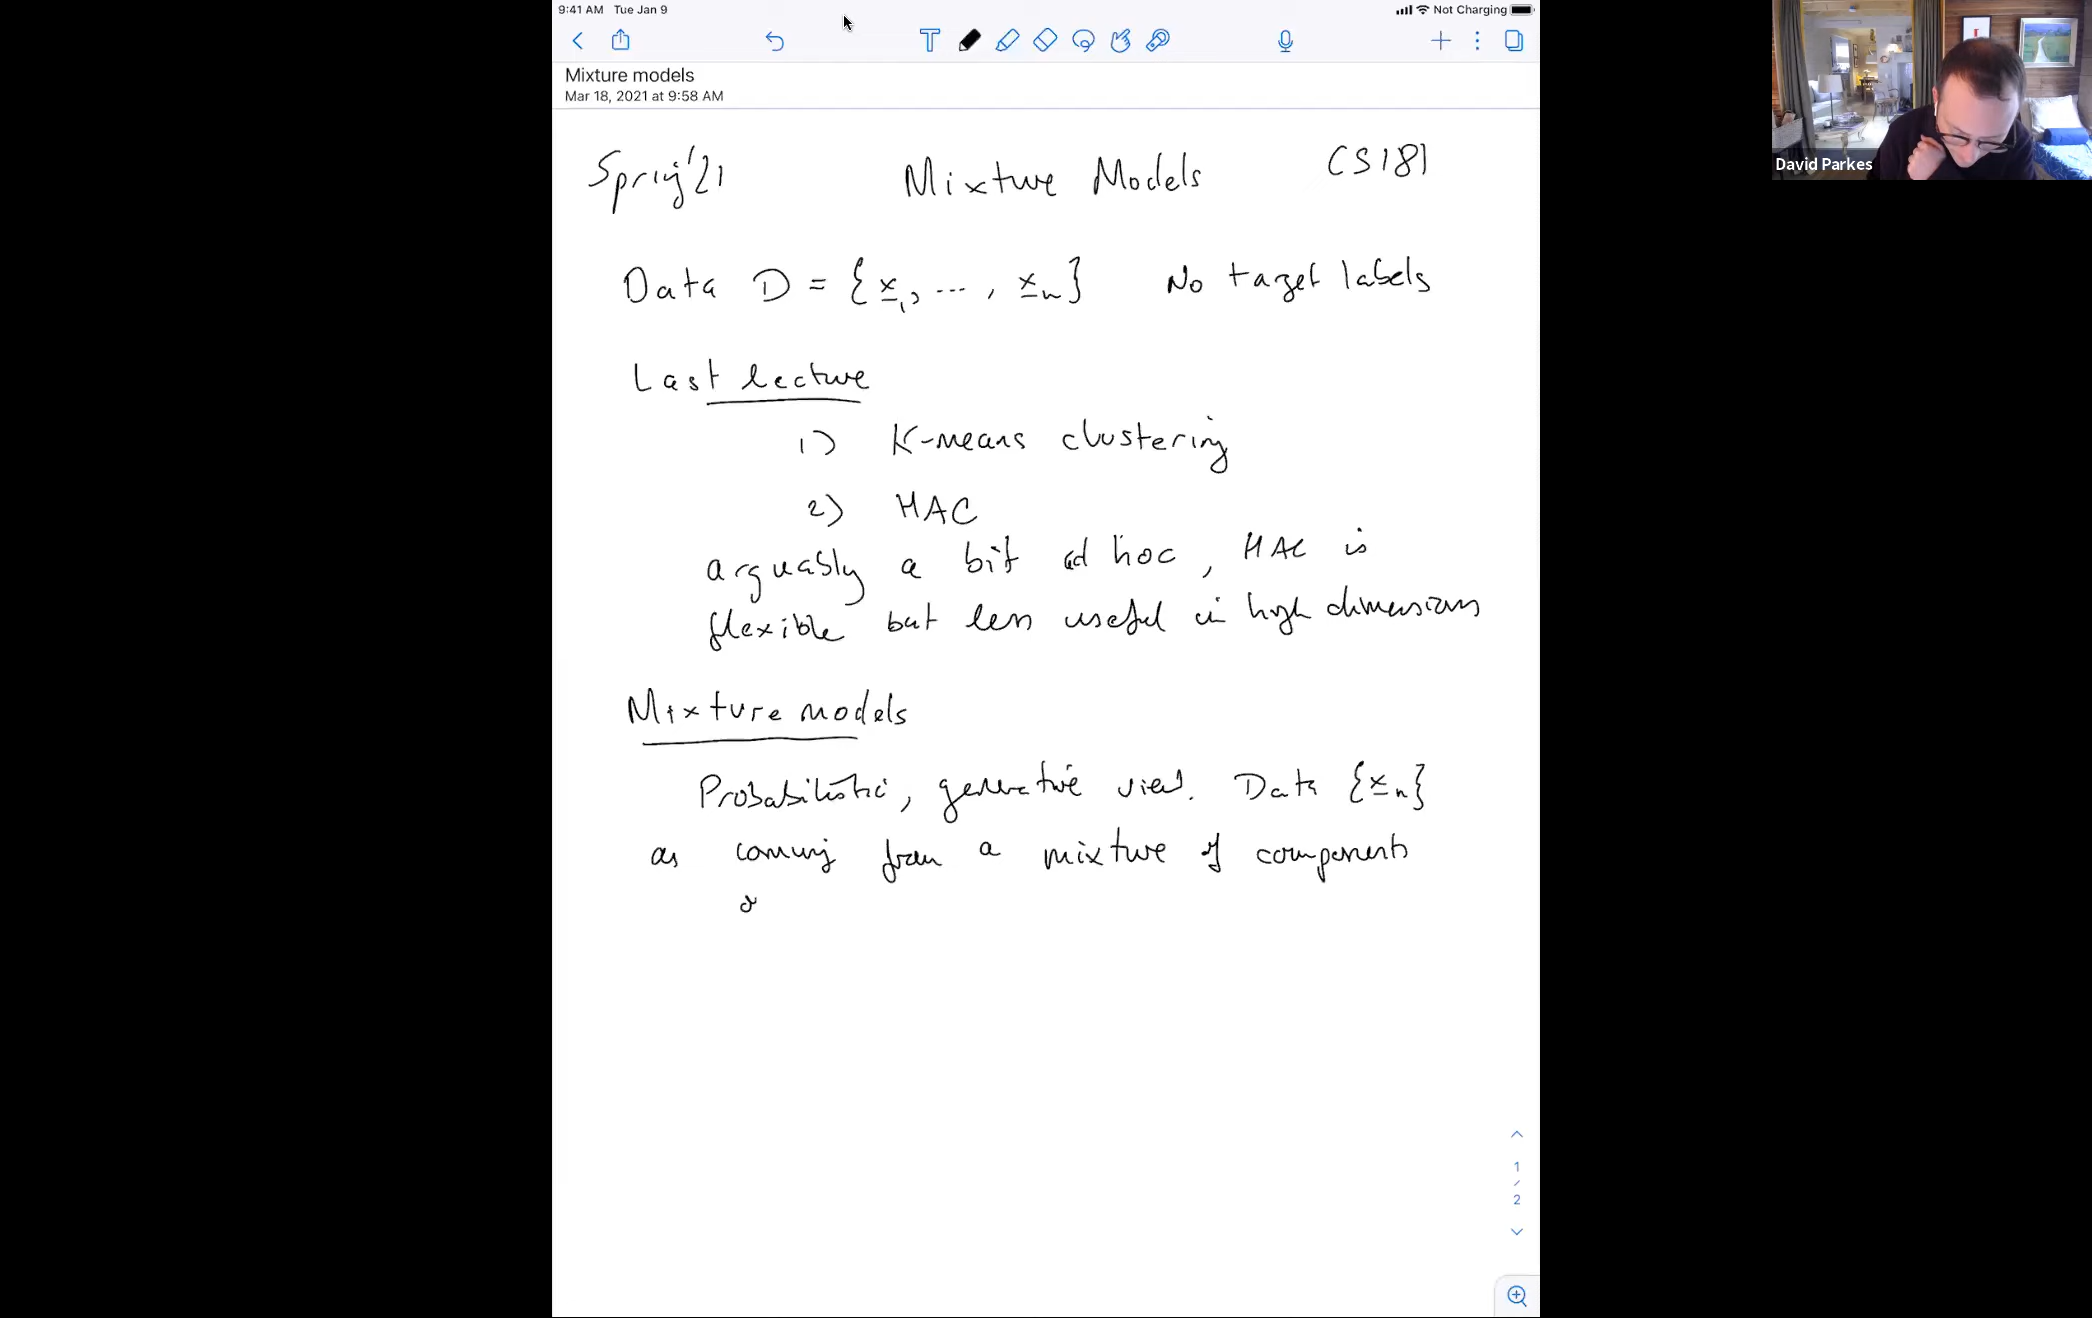 9:41 AM Tue Jan 9
Not Charging
Mixture models
Mar 18, 2021 at 9:58 AM
David Parkes
Spring '21 Mixture Models CS181
Data D = {x₁, ..., xₙ} No target labels
Last lecture
1) K-means clustering
2) HAC
arguably a bit ad hoc, HAC is
flexible but less useful in high dimensions
Mixture models
Probabilistic, generative view. Data {xₙ}
as coming from a mixture of components
1
/
2